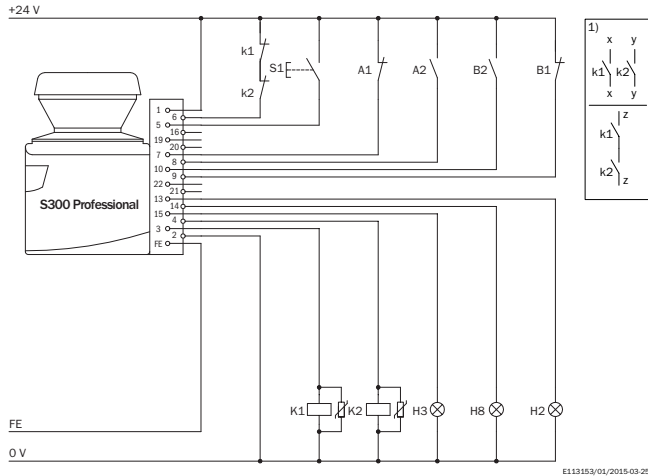 +24 V
1)
x y
k1 k2
x y
z
k1
k2
z
k1
k2
S1
A1
A2
B2
B1
1
6
5
16
19
20
7
8
10
9
22
21
13
14
15
4
3
2
FE
S300 Professional
K1
K2
H3
H8
H2
FE
0 V
E113153/01/2015-03-25